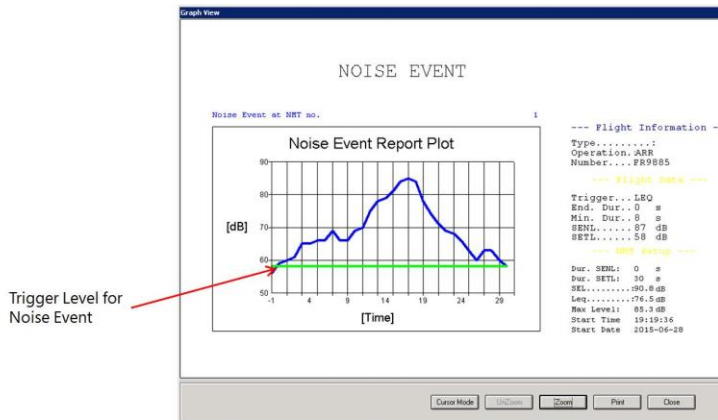 Graph View
NOISE EVENT
Noise Event at NMT no. 1
Noise Event Report Plot
90
80
70
60
50
[dB]
-1 4 9 14 19 24 29
[Time]
Trigger Level for
Noise Event
--- Flight Information -
Type.........:
Operation. ARR
Number....FR9885
--- Flight Data ---
Trigger... LEQ
End. Dur..0 s
Min. Dur..8 s
SENL......87 dB
SETL......58 dB
--- NMT Setup ---
Dur. SENL: 0 s
Dur. SETL: 30 s
SEL.........:90.8 dB
Leq.........:76.5 dB
Max Level: 85.3 dB
Start Time 19:19:36
Start Date 2015-06-28
Cursor Mode UnZoom Zoom Print Close